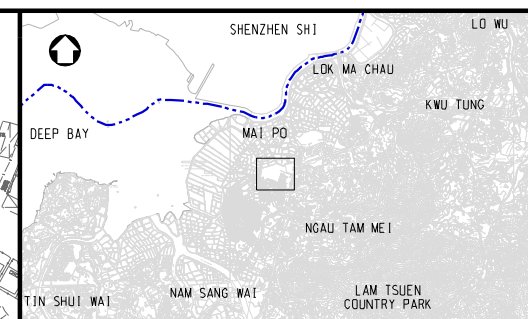 SHENZHEN SHI
LO WU
LOK MA CHAU
KWU TUNG
DEEP BAY
MAI PO
NGAU TAM MEI
TIN SHUI WAI
NAM SANG WAI
LAM TSUEN
COUNTRY PARK